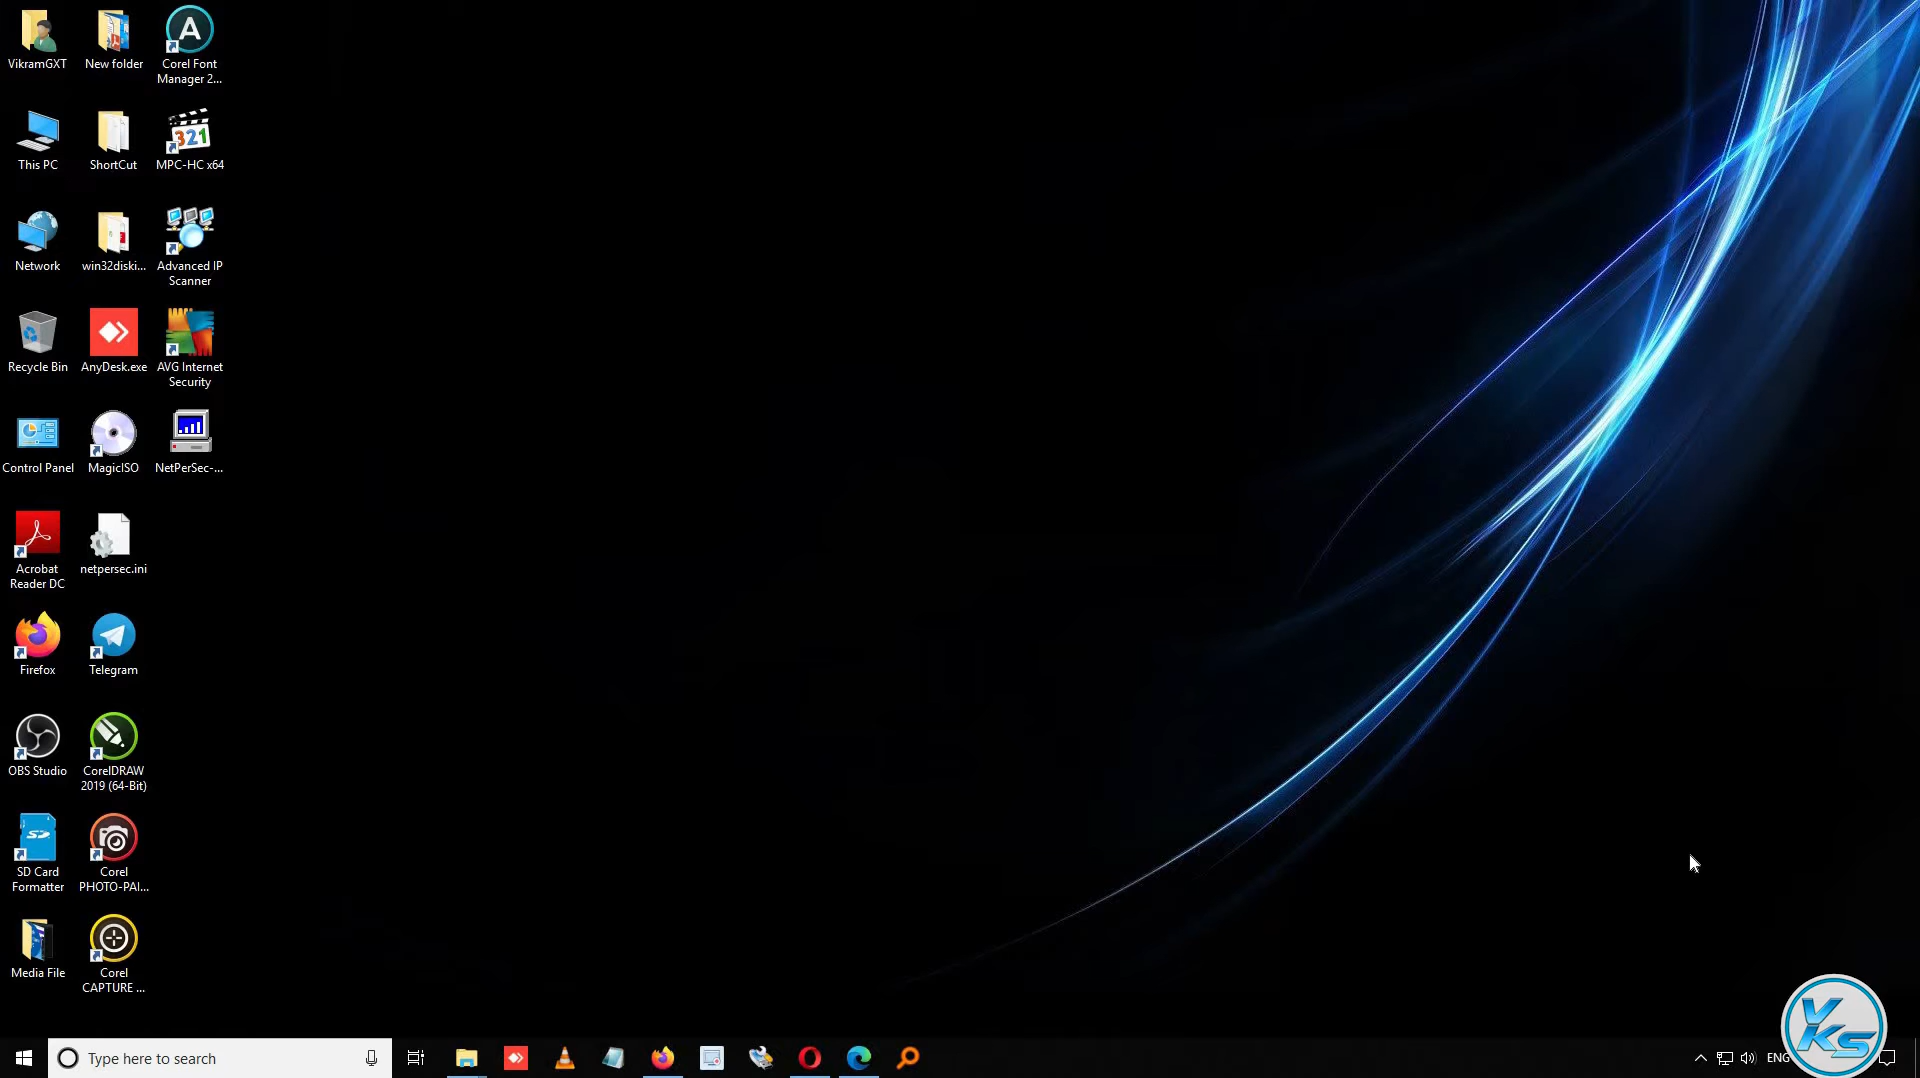 VikramGXT
New folder
Corel Font
Manager 2...
This PC
ShortCut
321
MPC-HC x64
Network
win32diski...
Advanced IP
Scanner
Recycle Bin
AnyDesk.exe
AVG Internet
Security
Control Panel
MagicISO
NetPerSec-...
Acrobat
Reader DC
netpersec.ini
Firefox
Telegram
OBS Studio
CorelDRAW
2019 (64-Bit)
SD
SD Card
Formatter
Corel
PHOTO-PAI...
Media File
Corel
CAPTURE ...
Type here to search
ENG
VKS